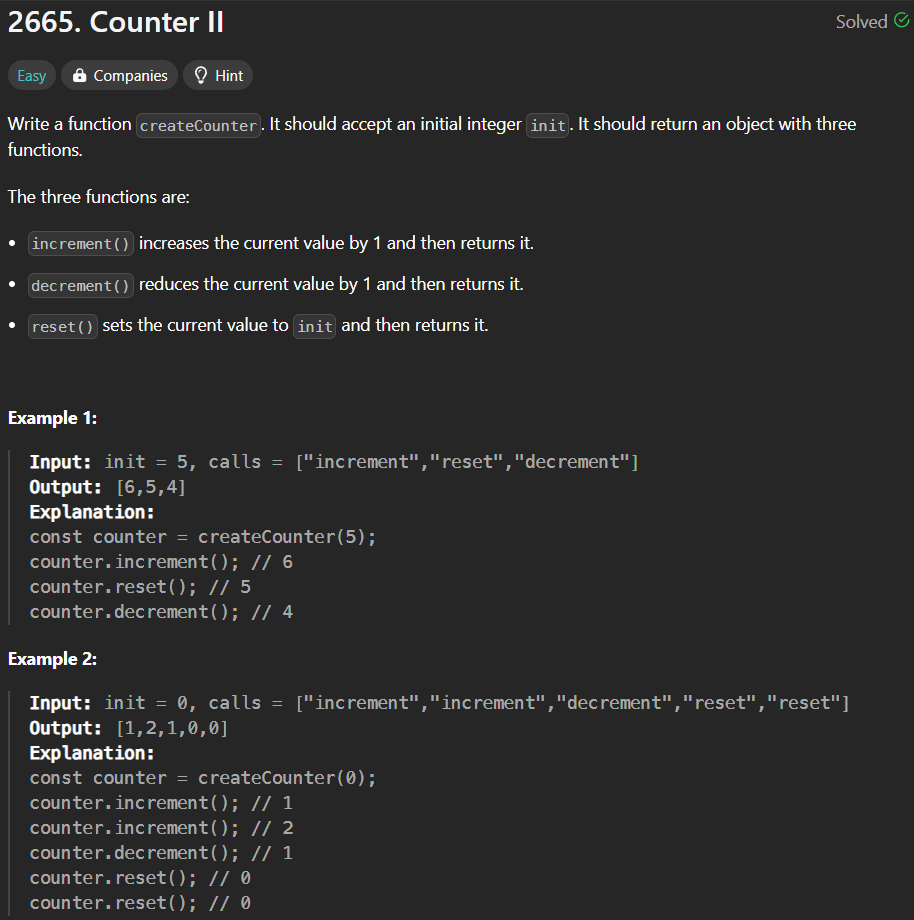 2665. Counter II
Solved
Easy
Companies
Hint
Write a function createCounter. It should accept an initial integer init. It should return an object with three
functions.
The three functions are:
• increment() increases the current value by 1 and then returns it.
• decrement() reduces the current value by 1 and then returns it.
• reset() sets the current value to init and then returns it.
Example 1:
Input: init = 5, calls = ["increment","reset","decrement"]
Output: [6,5,4]
Explanation:
const counter = createCounter(5);
counter.increment(); // 6
counter.reset(); // 5
counter.decrement(); // 4
Example 2:
Input: init = 0, calls = ["increment","increment","decrement","reset","reset"]
Output: [1,2,1,0,0]
Explanation:
const counter = createCounter(0);
counter.increment(); // 1
counter.increment(); // 2
counter.decrement(); // 1
counter.reset(); // 0
counter.reset(); // 0